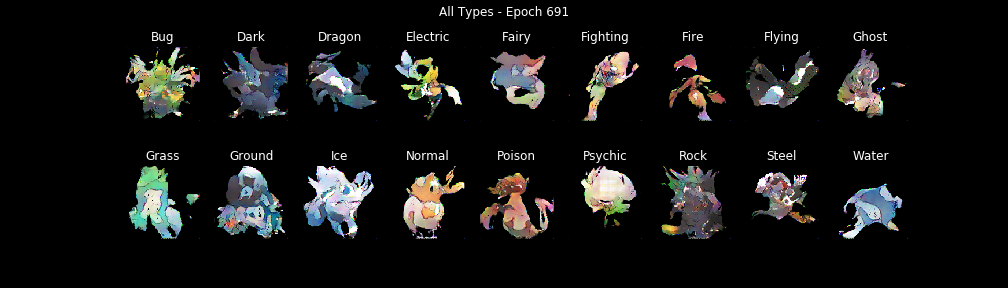 All Types - Epoch 691
Bug Dark Dragon Electric Fairy Fighting Fire Flying Ghost
Grass Ground Ice Normal Poison Psychic Rock Steel Water